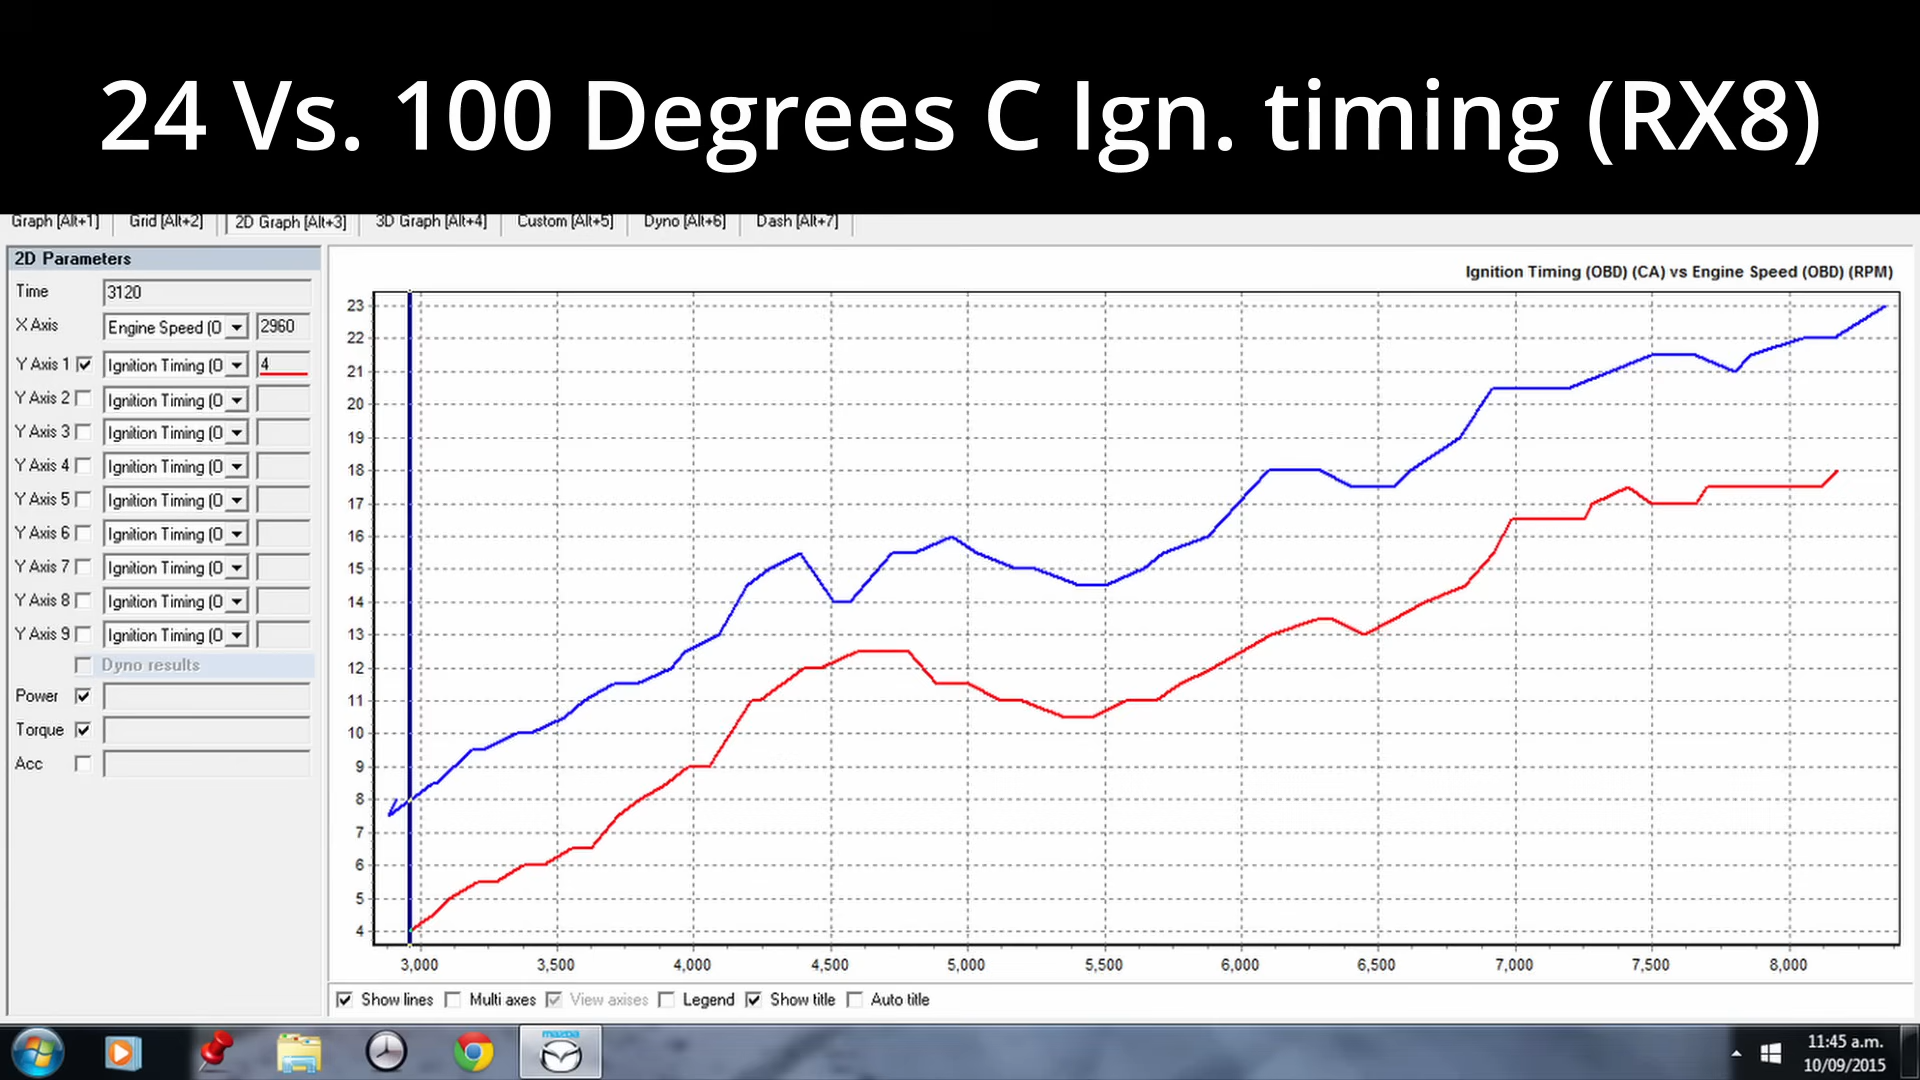 24 Vs. 100 Degrees C Ign. timing (RX8)
Graph [Alt+1] Grid [Alt+2] 2D Graph [Alt+3] 3D Graph [Alt+4] Custom [Alt+5] Dyno [Alt+6] Dash [Alt+7]
2D Parameters
Time 3120
X Axis Engine Speed (O 2960
Y Axis 1 Ignition Timing (O 4
Y Axis 2 Ignition Timing (O
Y Axis 3 Ignition Timing (O
Y Axis 4 Ignition Timing (O
Y Axis 5 Ignition Timing (O
Y Axis 6 Ignition Timing (O
Y Axis 7 Ignition Timing (O
Y Axis 8 Ignition Timing (O
Y Axis 9 Ignition Timing (O
Dyno results
Power
Torque
Acc
Ignition Timing (OBD) (CA) vs Engine Speed (OBD) (RPM)
23
22
21
20
19
18
17
16
15
14
13
12
11
10
9
8
7
6
5
4
3,000 3,500 4,000 4,500 5,000 5,500 6,000 6,500 7,000 7,500 8,000
Show lines Multi axes View axises Legend Show title Auto title
mazda
11:45 a.m.
10/09/2015